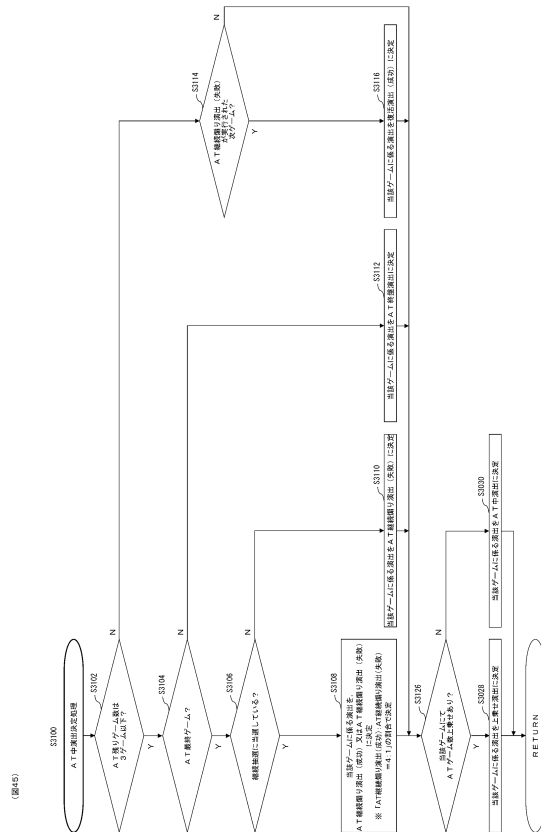 (図45)
S3100
AT中演出決定処理
S3102
AT残りゲーム数は
3ゲーム以下?
N
Y
S3104
AT最終ゲーム?
N
Y
S3106
継続抽選に当選している?
N
Y
S3108
当該ゲームに係る演出を、
AT継続煽り演出(成功)又はAT継続煽り演出(失敗)
に決定
※「AT継続煽り演出(成功):AT継続煽り演出(失敗)
=4:1」の割合で決定
S3110
当該ゲームに係る演出をAT継続煽り演出(失敗)に決定
S3112
当該ゲームに係る演出をAT終盤演出に決定
S3114
AT継続煽り演出(失敗)
が実行された
次ゲーム?
N
Y
S3116
当該ゲームに係る演出を復活演出(成功)に決定
S3126
当該ゲームにて
ATゲーム数上乗せあり?
N
Y
S3028
当該ゲームに係る演出を上乗せ演出に決定
S3030
当該ゲームに係る演出をAT中演出に決定
RETURN